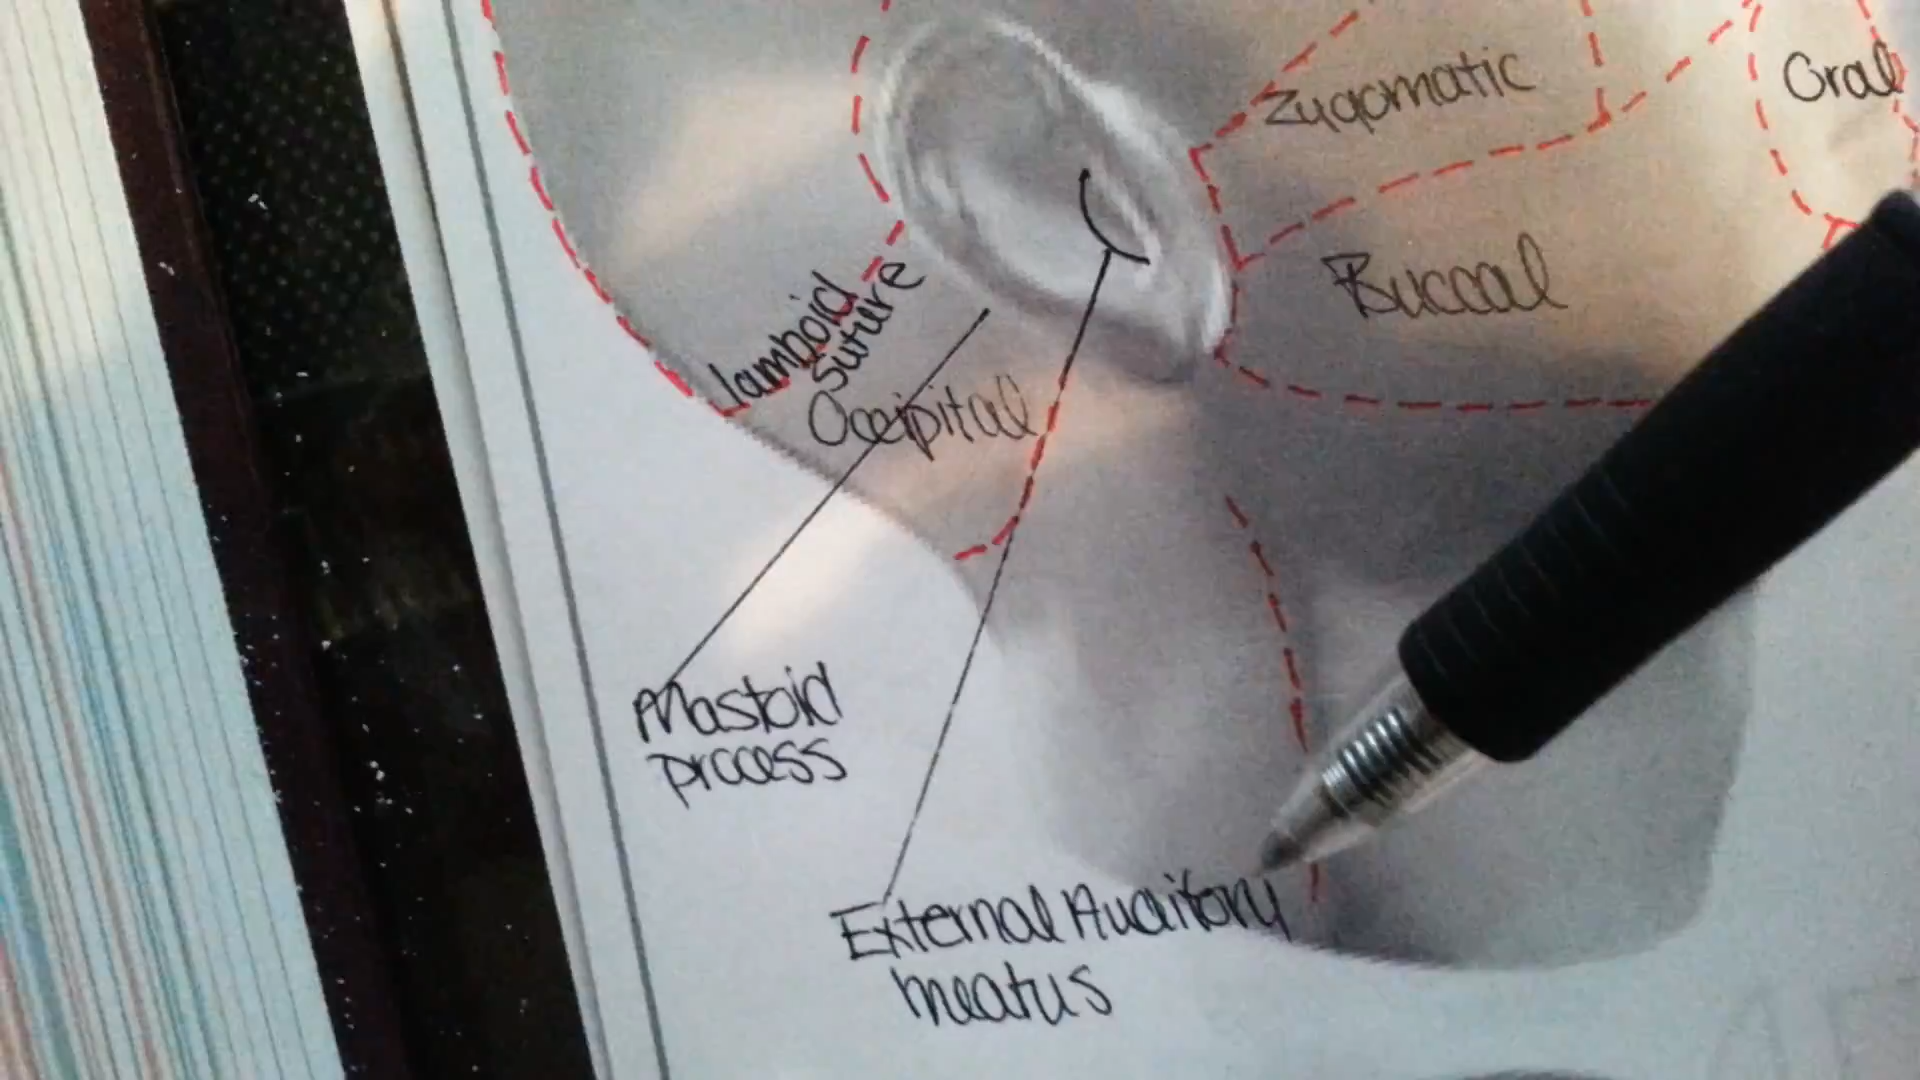 Zygomatic
Oral
Buccal
lamboid
suture
Occipital
Mastoid
process
External Auditory
meatus